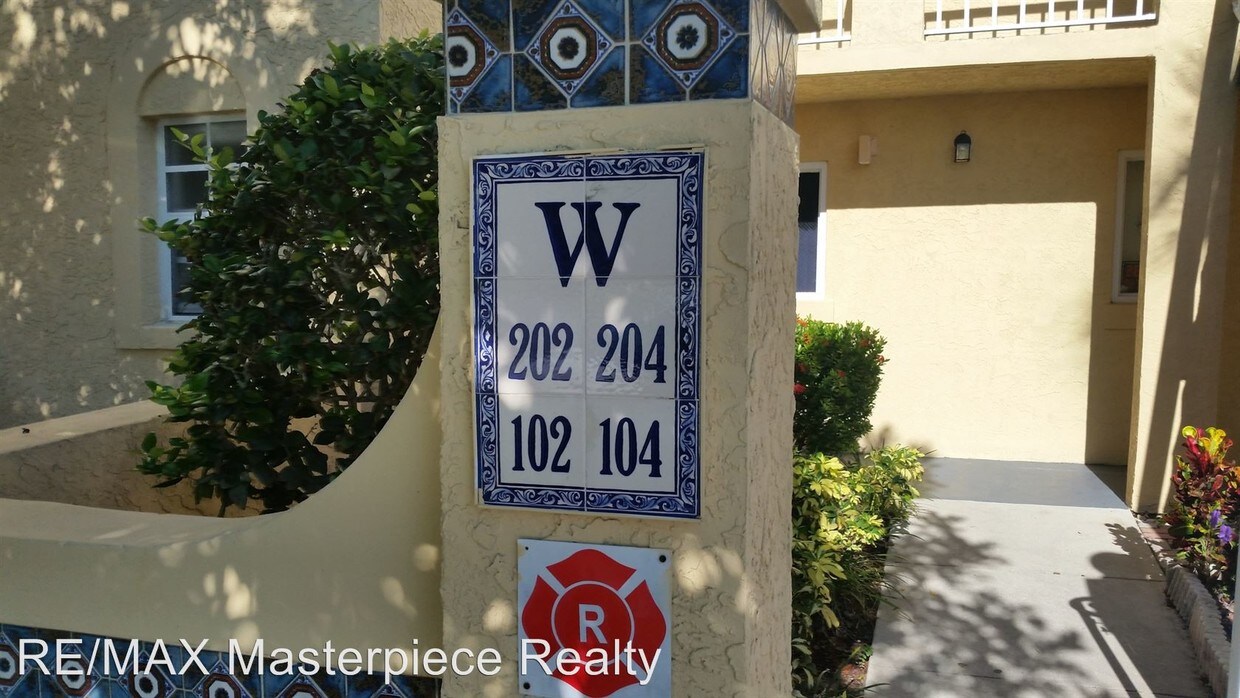 W
202 204
102 104
R
RE/MAX Masterpiece Realty